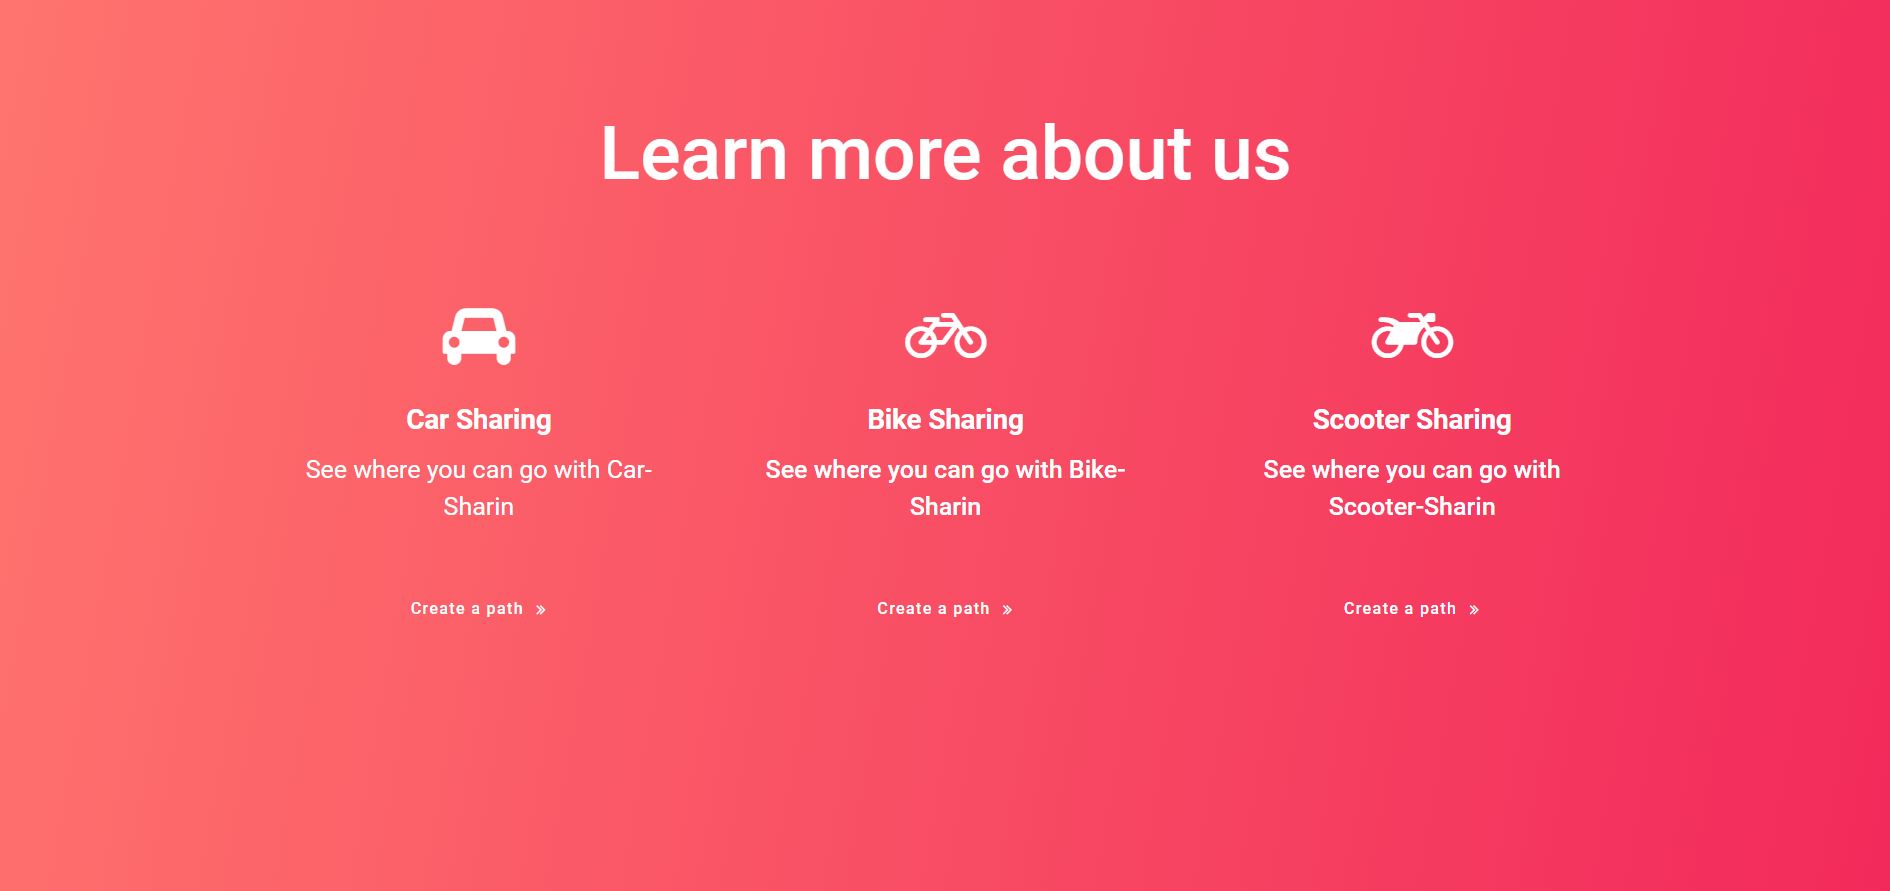 Learn more about us
Car Sharing
See where you can go with Car-
Sharin
Create a path »
Bike Sharing
See where you can go with Bike-
Sharin
Create a path »
Scooter Sharing
See where you can go with
Scooter-Sharin
Create a path »